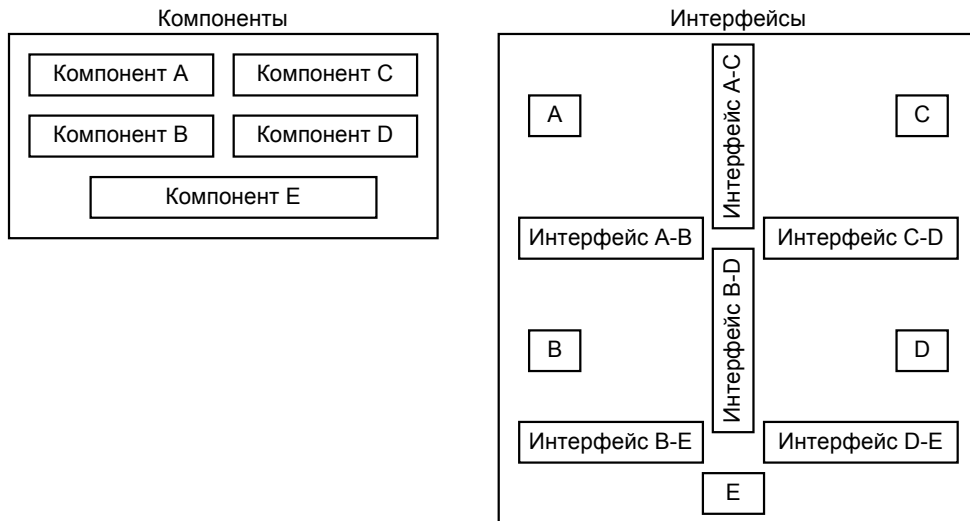 Компоненты
Компонент A
Компонент C
Компонент B
Компонент D
Компонент E
Интерфейсы
Интерфейс A-C
A
C
Интерфейс A-B
Интерфейс C-D
Интерфейс B-D
B
D
Интерфейс B-E
Интерфейс D-E
E